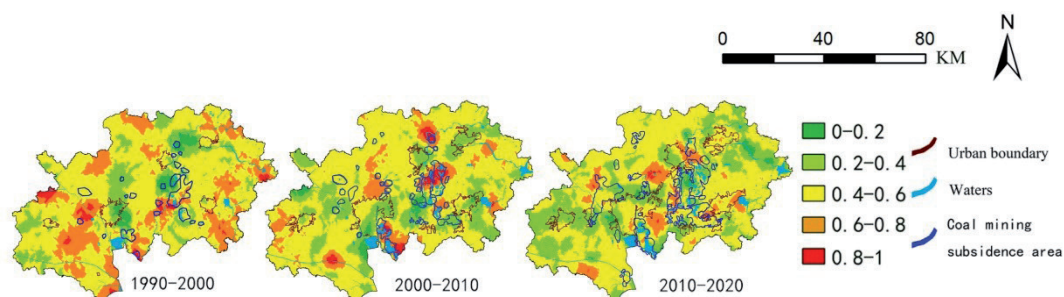 N
0 40 80
KM
0-0.2
0.2-0.4
0.4-0.6
0.6-0.8
0.8-1
Urban boundary
Waters
Coal mining
subsidence area
1990-2000
2000-2010
2010-2020